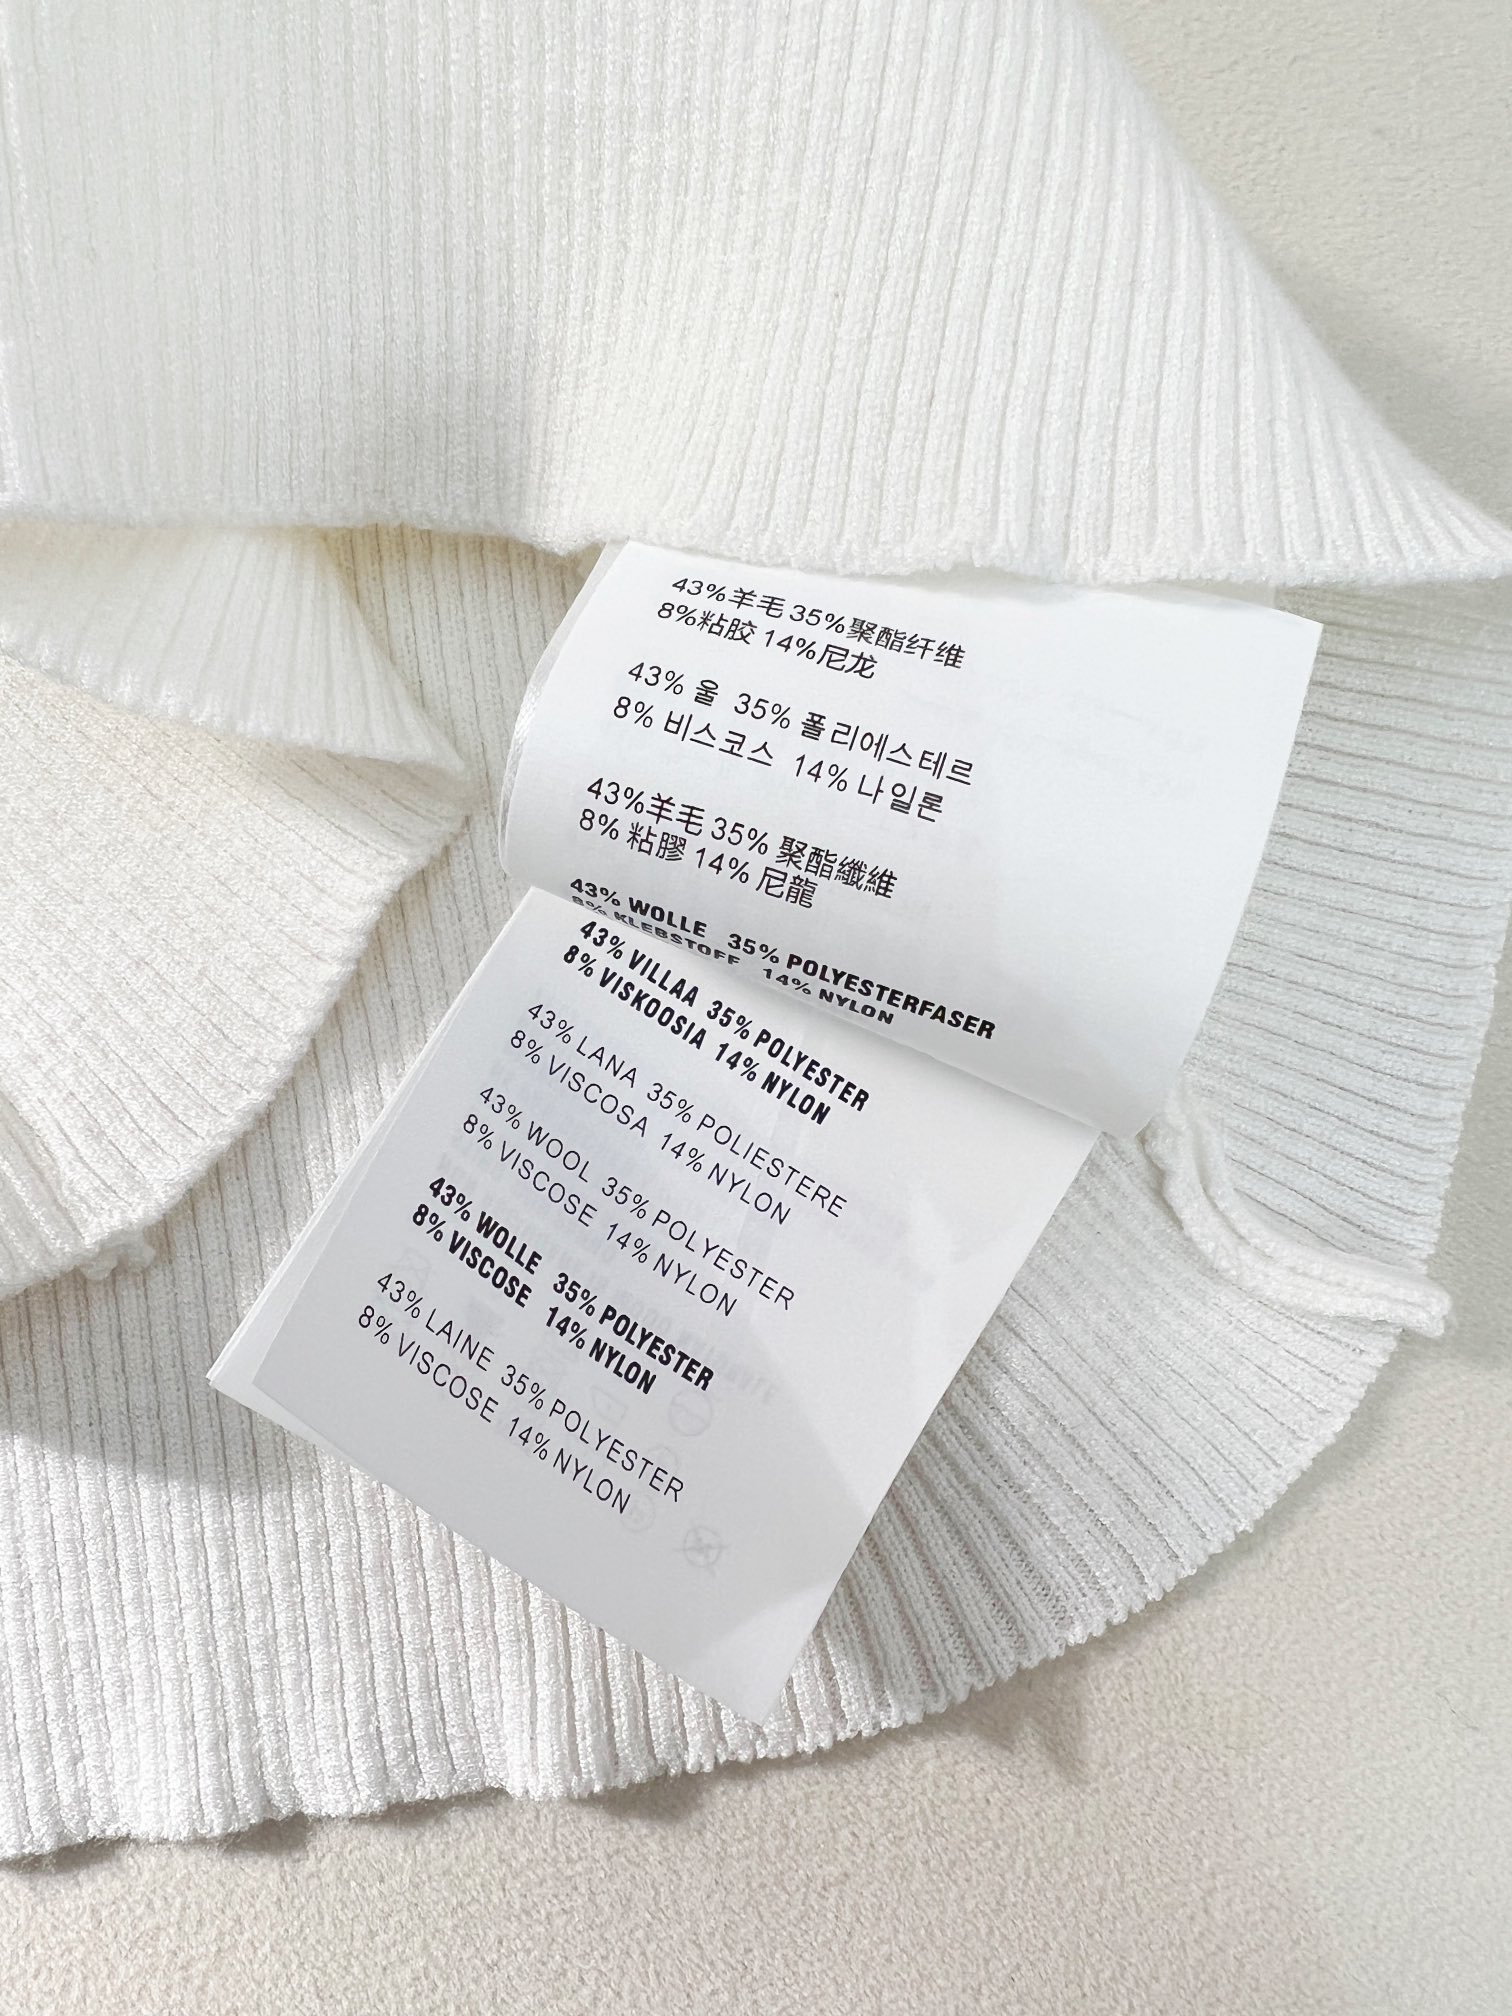 43%羊毛 35%聚酯纤维
8%粘胶 14%尼龙
43% 울 35% 폴리에스테르
8% 비스코스 14% 나일론
43%羊毛 35% 聚酯纖維
8% 粘膠 14% 尼龍
43% WOLLE 35% POLYESTERFASER
8% KLEBSTOFF 14% NYLON
43% VILLAA 35% POLYESTER
8% VISKOOSIA 14% NYLON
43% LANA 35% POLIESTERE
8% VISCOSA 14% NYLON
43% WOOL 35% POLYESTER
8% VISCOSE 14% NYLON
43% WOLLE 35% POLYESTER
8% VISCOSE 14% NYLON
43% LAINE 35% POLYESTER
8% VISCOSE 14% NYLON